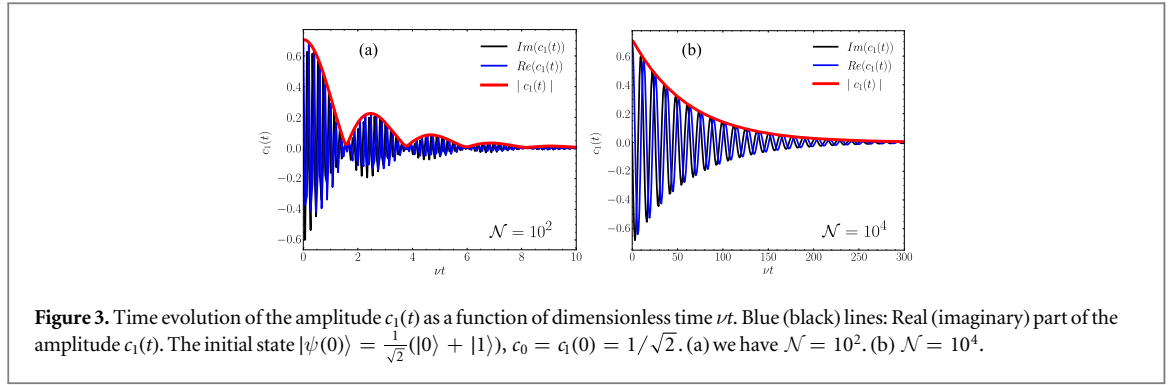 (a)
Im(c₁(t))
Re(c₁(t))
| c₁(t) |
0.6
0.4
0.2
0.0
−0.2
−0.4
−0.6
c₁(t)
𝒩 = 10²
0 2 4 6 8 10
νt
(b)
Im(c₁(t))
Re(c₁(t))
| c₁(t) |
0.6
0.4
0.2
0.0
−0.2
−0.4
−0.6
c₁(t)
𝒩 = 10⁴
0 50 100 150 200 250 300
νt
Figure 3. Time evolution of the amplitude c₁(t) as a function of dimensionless time νt. Blue (black) lines: Real (imaginary) part of the
amplitude c₁(t). The initial state |ψ(0)⟩ = 1/√2 (|0⟩ + |1⟩), c₀ = c₁(0) = 1/√2. (a) we have 𝒩 = 10². (b) 𝒩 = 10⁴.